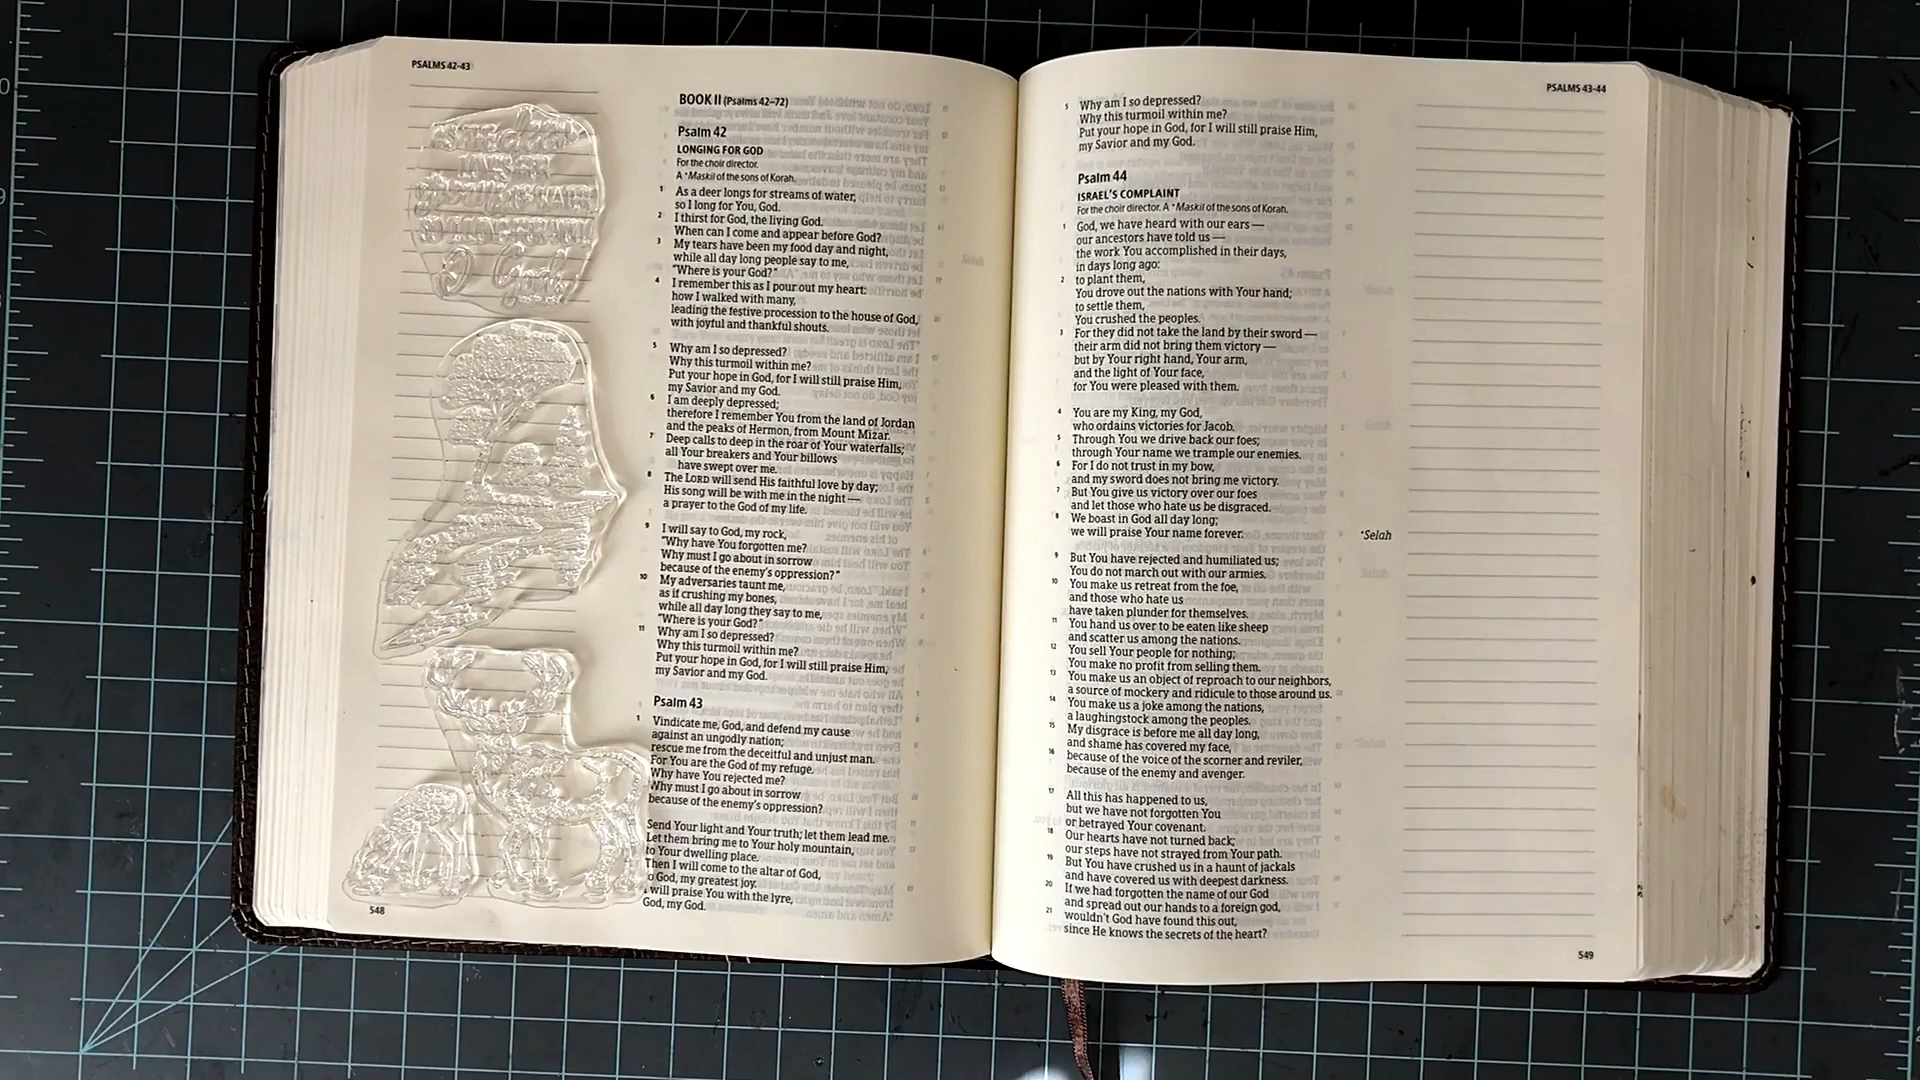 PSALMS 42-43
BOOK II (Psalms 42–72)
Psalm 42
LONGING FOR GOD
For the choir director.
A *Maskil of the sons of Korah.
1 As a deer longs for streams of water,
so I long for You, God.
2 I thirst for God, the living God.
When can I come and appear before God?
3 My tears have been my food day and night,
while all day long people say to me,
"Where is your God?"
4 I remember this as I pour out my heart:
how I walked with many,
leading the festive procession to the house of God,
with joyful and thankful shouts.
5 Why am I so depressed?
Why this turmoil within me?
Put your hope in God, for I will still praise Him,
my Savior and my God.
6 I am deeply depressed;
therefore I remember You from the land of Jordan
and the peaks of Hermon, from Mount Mizar.
7 Deep calls to deep in the roar of Your waterfalls;
all Your breakers and Your billows
have swept over me.
8 The LORD will send His faithful love by day;
His song will be with me in the night —
a prayer to the God of my life.
9 I will say to God, my rock,
"Why have You forgotten me?
Why must I go about in sorrow
because of the enemy's oppression?"
10 My adversaries taunt me,
as if crushing my bones,
while all day long they say to me,
"Where is your God?"
11 Why am I so depressed?
Why this turmoil within me?
Put your hope in God, for I will still praise Him,
my Savior and my God.
Psalm 43
1 Vindicate me, God, and defend my cause
against an ungodly nation;
rescue me from the deceitful and unjust man.
For You are the God of my refuge.
Why have You rejected me?
Why must I go about in sorrow
because of the enemy's oppression?
Send Your light and Your truth; let them lead me.
Let them bring me to Your holy mountain,
to Your dwelling place.
Then I will come to the altar of God,
to God, my greatest joy.
I will praise You with the lyre,
God, my God.
548
PSALMS 43-44
5 Why am I so depressed?
Why this turmoil within me?
Put your hope in God, for I will still praise Him,
my Savior and my God.
Psalm 44
ISRAEL'S COMPLAINT
For the choir director. A *Maskil of the sons of Korah.
1 God, we have heard with our ears —
our ancestors have told us —
the work You accomplished in their days,
in days long ago:
2 to plant them,
You drove out the nations with Your hand;
to settle them,
You crushed the peoples.
3 For they did not take the land by their sword —
their arm did not bring them victory —
but by Your right hand, Your arm,
and the light of Your face,
for You were pleased with them.
4 You are my King, my God,
who ordains victories for Jacob.
5 Through You we drive back our foes;
through Your name we trample our enemies.
6 For I do not trust in my bow,
and my sword does not bring me victory.
7 But You give us victory over our foes
and let those who hate us be disgraced.
8 We boast in God all day long;
we will praise Your name forever. *Selah
9 But You have rejected and humiliated us;
You do not march out with our armies.
10 You make us retreat from the foe,
and those who hate us
have taken plunder for themselves.
11 You hand us over to be eaten like sheep
and scatter us among the nations.
12 You sell Your people for nothing;
You make no profit from selling them.
13 You make us an object of reproach to our neighbors,
a source of mockery and ridicule to those around us.
14 You make us a joke among the nations,
a laughingstock among the peoples.
15 My disgrace is before me all day long,
and shame has covered my face,
16 because of the voice of the scorner and reviler,
because of the enemy and avenger.
17 All this has happened to us,
but we have not forgotten You
or betrayed Your covenant.
18 Our hearts have not turned back;
our steps have not strayed from Your path.
19 But You have crushed us in a haunt of jackals
and have covered us with deepest darkness.
20 If we had forgotten the name of our God
and spread out our hands to a foreign god,
21 wouldn't God have found this out,
since He knows the secrets of the heart?
549